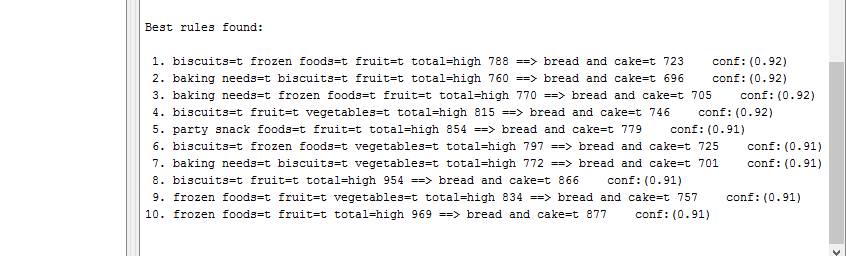 Best rules found:
1. biscuits=t frozen foods=t fruit=t total=high 788 ==> bread and cake=t 723 conf:(0.92)
2. baking needs=t biscuits=t fruit=t total=high 760 ==> bread and cake=t 696 conf:(0.92)
3. baking needs=t frozen foods=t fruit=t total=high 770 ==> bread and cake=t 705 conf:(0.92)
4. biscuits=t fruit=t vegetables=t total=high 815 ==> bread and cake=t 746 conf:(0.92)
5. party snack foods=t fruit=t total=high 854 ==> bread and cake=t 779 conf:(0.91)
6. biscuits=t frozen foods=t vegetables=t total=high 797 ==> bread and cake=t 725 conf:(0.91)
7. baking needs=t biscuits=t vegetables=t total=high 772 ==> bread and cake=t 701 conf:(0.91)
8. biscuits=t fruit=t total=high 954 ==> bread and cake=t 866 conf:(0.91)
9. frozen foods=t fruit=t vegetables=t total=high 834 ==> bread and cake=t 757 conf:(0.91)
10. frozen foods=t fruit=t total=high 969 ==> bread and cake=t 877 conf:(0.91)